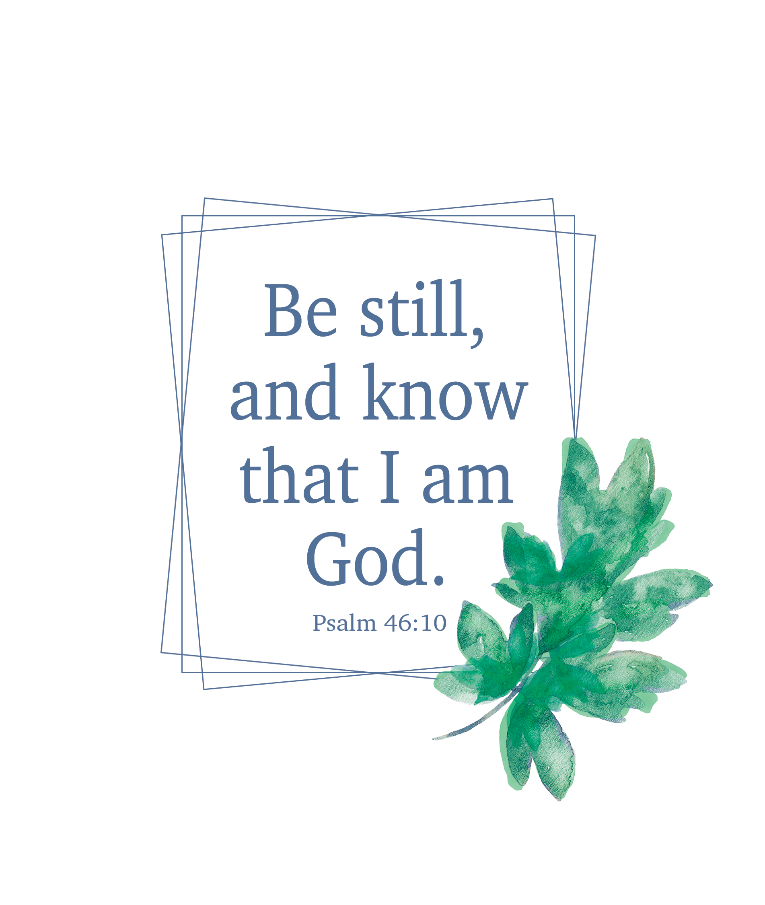 Be still,
and know
that I am
God.
Psalm 46:10